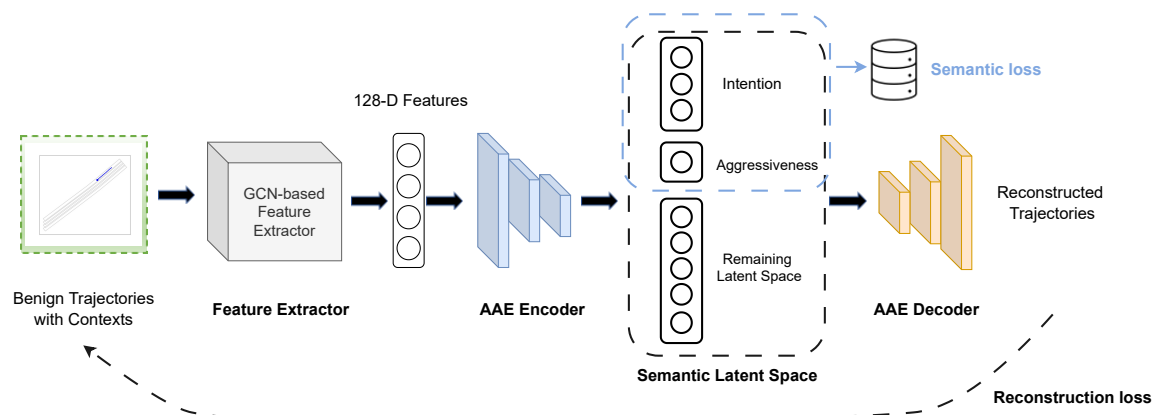 128-D Features
GCN-based
Feature
Extractor
Intention
Semantic loss
Aggressiveness
Remaining
Latent Space
Reconstructed
Trajectories
Benign Trajectories
with Contexts
Feature Extractor
AAE Encoder
AAE Decoder
Semantic Latent Space
Reconstruction loss